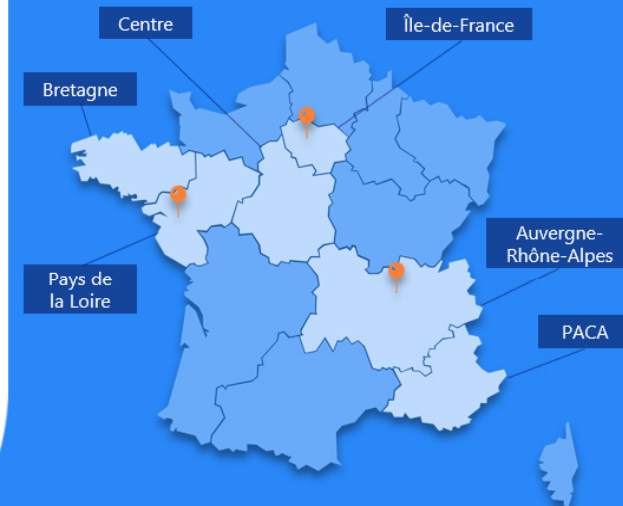 Centre
Île-de-France
Bretagne
Auvergne-
Rhône-Alpes
Pays de
la Loire
PACA